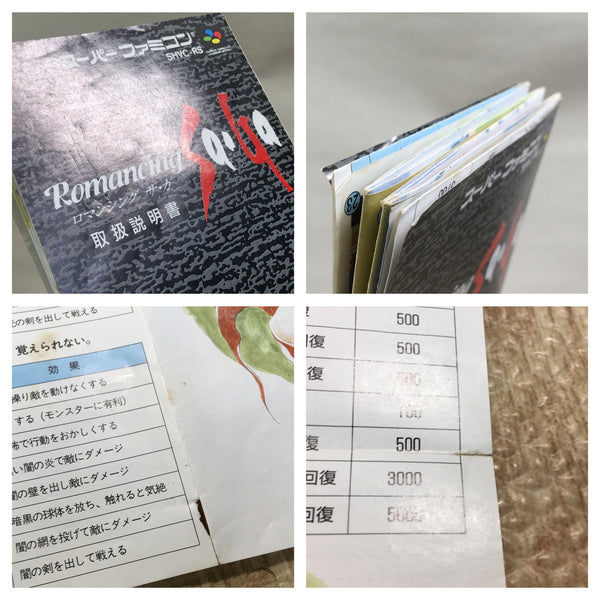 スーパーファミコン
SHVC-RS
Romancing Sa·Ga
ロマンシング サ・ガ
取扱説明書
23
スーパーファミコン
の剣を出して戦える
覚えられない。
効果
操り敵を動けなくする
する（モンスターに有利）
怖で行動をおかしくする
い闇の炎で敵にダメージ
闇の壁を出し敵にダメージ
暗黒の球体を放ち、触れると気絶
闇の網を投げて敵にダメージ
闇の剣を出して戦える
復 500
回復 500
復 500
100
復 500
回復 3000
回復 5000